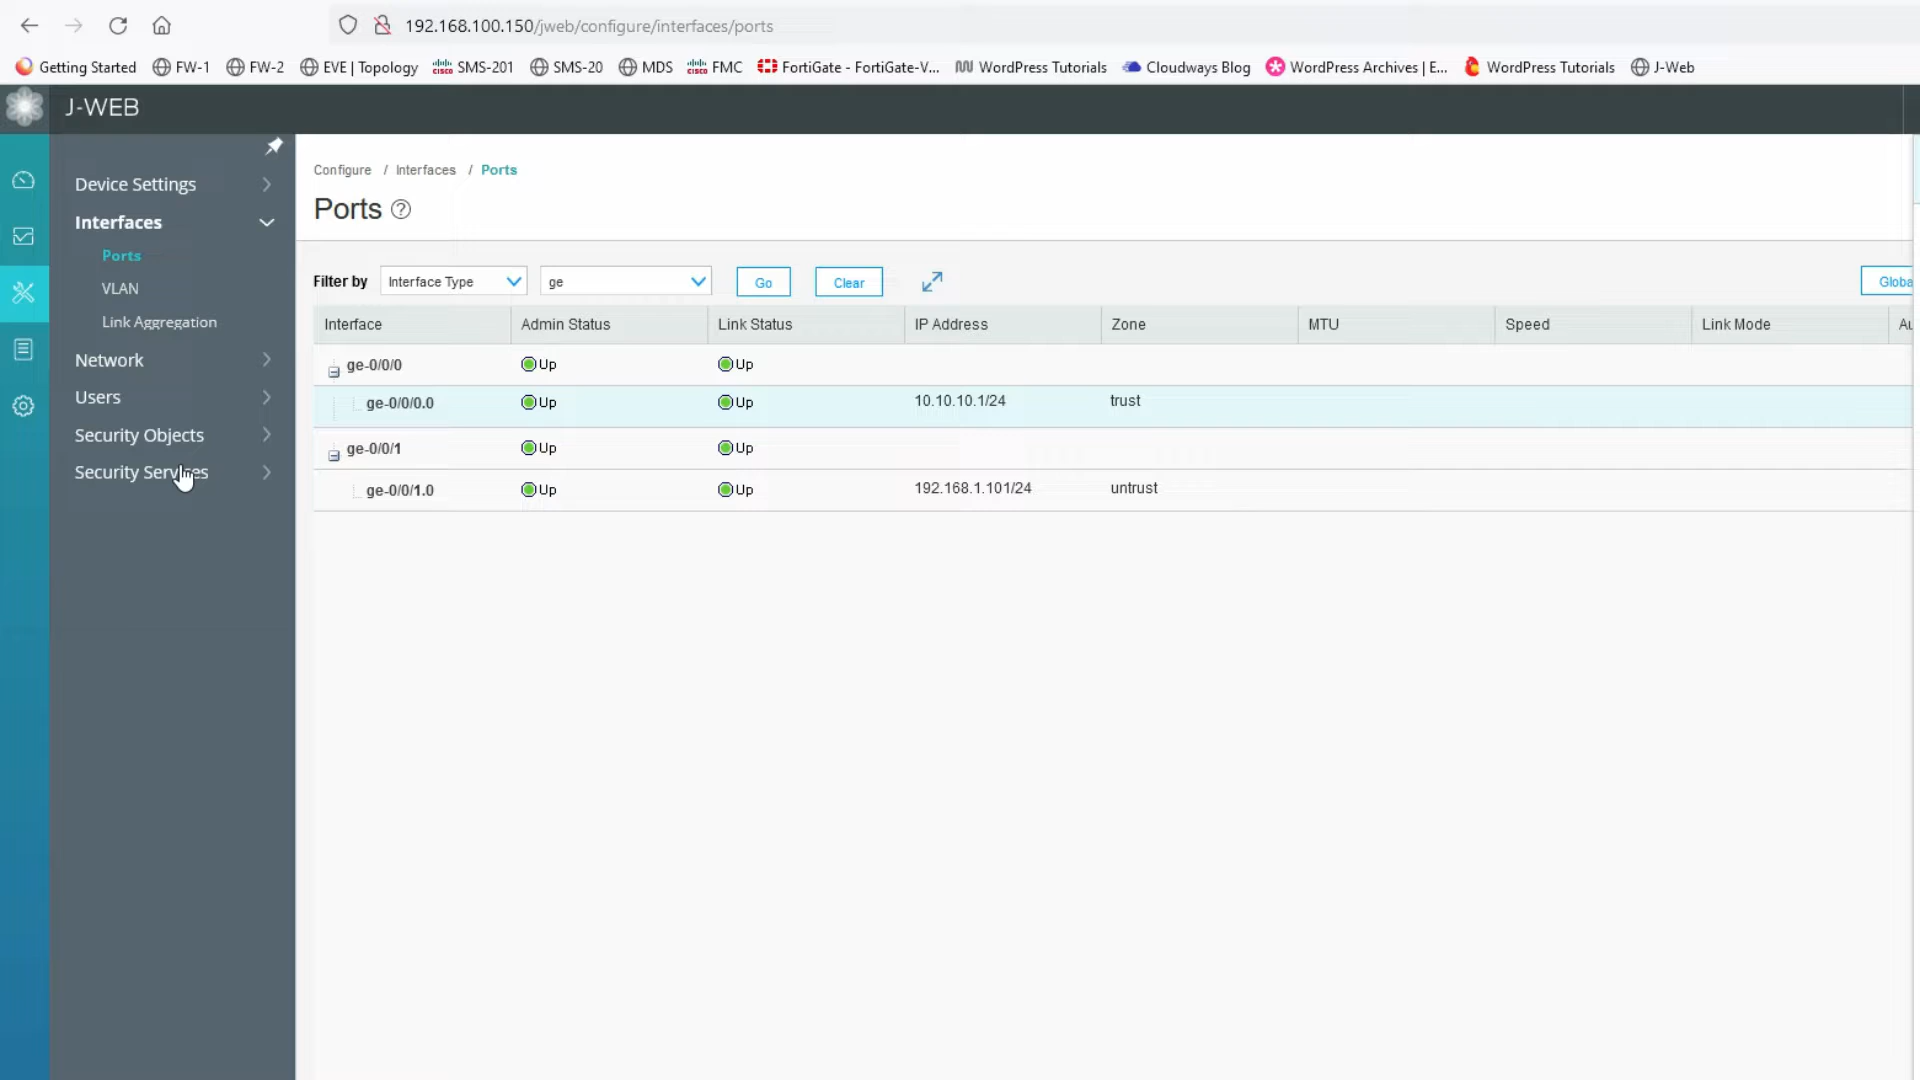 192.168.100.150/jweb/configure/interfaces/ports
Getting Started FW-1 FW-2 EVE | Topology SMS-201 SMS-20 MDS FMC FortiGate - FortiGate-V... WordPress Tutorials Cloudways Blog WordPress Archives | E... WordPress Tutorials J-Web
J-WEB
Device Settings
Interfaces
Ports
VLAN
Link Aggregation
Network
Users
Security Objects
Security Services
Configure / Interfaces / Ports
Ports ?
Filter by Interface Type ge Go Clear Globa
Interface Admin Status Link Status IP Address Zone MTU Speed Link Mode Au
ge-0/0/0 Up Up
ge-0/0/0.0 Up Up 10.10.10.1/24 trust
ge-0/0/1 Up Up
ge-0/0/1.0 Up Up 192.168.1.101/24 untrust